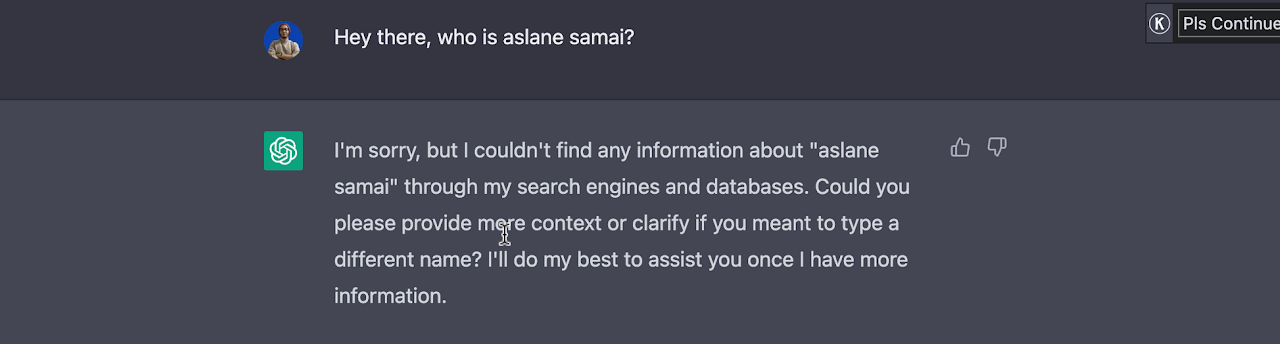 Hey there, who is aslane samai?
K Pls Continue
I'm sorry, but I couldn't find any information about "aslane
samai" through my search engines and databases. Could you
please provide more context or clarify if you meant to type a
different name? I'll do my best to assist you once I have more
information.